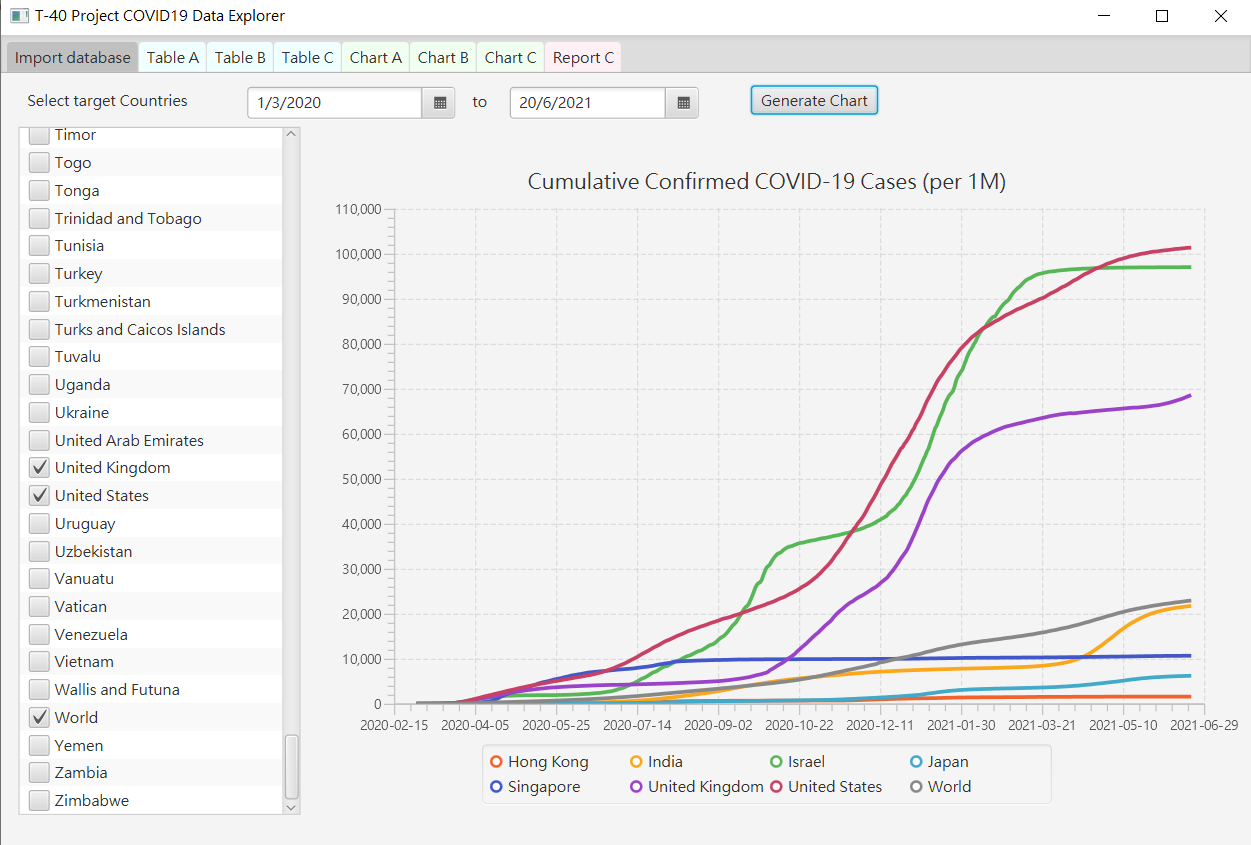 T-40 Project COVID19 Data Explorer
Import database Table A Table B Table C Chart A Chart B Chart C Report C
Select target Countries 1/3/2020 to 20/6/2021 Generate Chart
Timor
Togo
Tonga
Trinidad and Tobago
Tunisia
Turkey
Turkmenistan
Turks and Caicos Islands
Tuvalu
Uganda
Ukraine
United Arab Emirates
United Kingdom
United States
Uruguay
Uzbekistan
Vanuatu
Vatican
Venezuela
Vietnam
Wallis and Futuna
World
Yemen
Zambia
Zimbabwe
Cumulative Confirmed COVID-19 Cases (per 1M)
110,000
100,000
90,000
80,000
70,000
60,000
50,000
40,000
30,000
20,000
10,000
0
2020-02-15 2020-04-05 2020-05-25 2020-07-14 2020-09-02 2020-10-22 2020-12-11 2021-01-30 2021-03-21 2021-05-10 2021-06-29
Hong Kong India Israel Japan
Singapore United Kingdom United States World